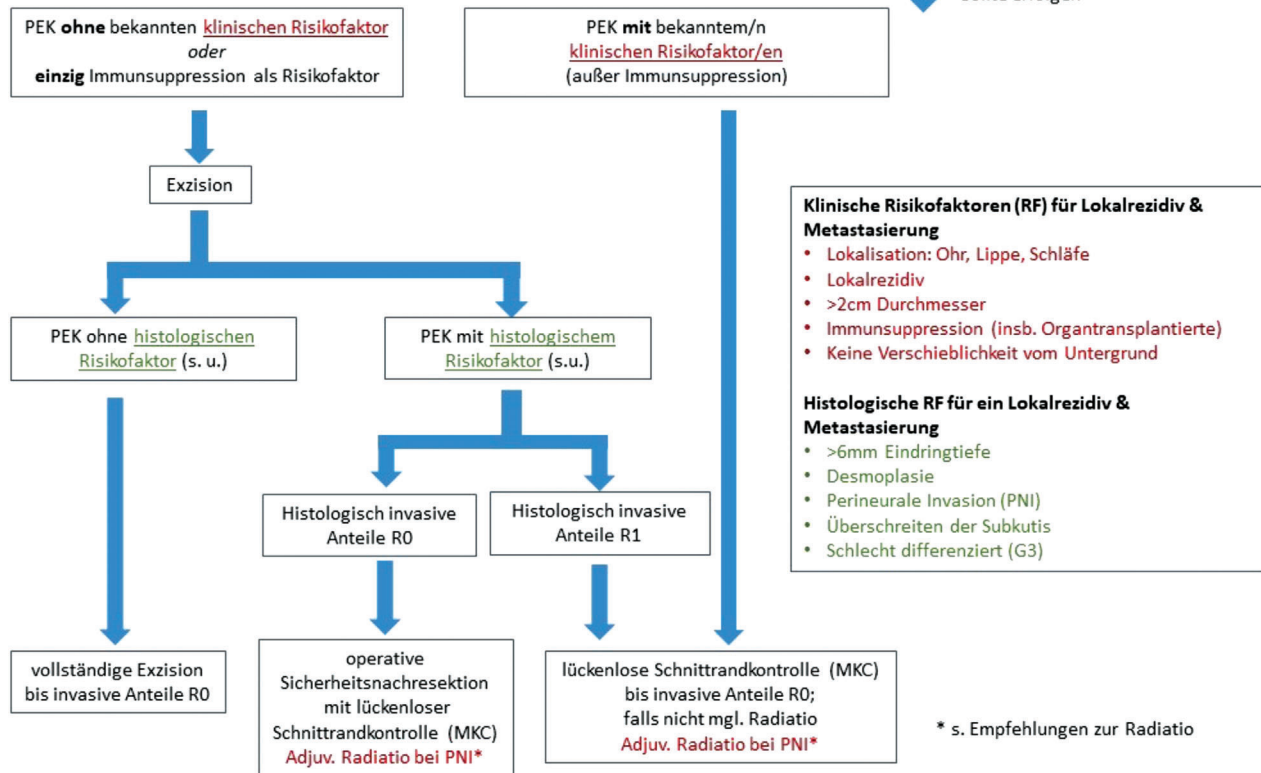 PEK ohne bekannten klinischen Risikofaktor
oder
einzig Immunsuppression als Risikofaktor
PEK mit bekanntem/n
klinischen Risikofaktor/en
(außer Immunsuppression)
Exzision
PEK ohne histologischen
Risikofaktor (s. u.)
PEK mit histologischem
Risikofaktor (s.u.)
Histologisch invasive
Anteile R0
Histologisch invasive
Anteile R1
vollständige Exzision
bis invasive Anteile R0
operative
Sicherheitsnachresektion
mit lückenloser
Schnittrandkontrolle (MKC)
Adjuv. Radiatio bei PNI*
lückenlose Schnittrandkontrolle (MKC)
bis invasive Anteile R0;
falls nicht mgl. Radiatio
Adjuv. Radiatio bei PNI*
Klinische Risikofaktoren (RF) für Lokalrezidiv &
Metastasierung
• Lokalisation: Ohr, Lippe, Schläfe
• Lokalrezidiv
• >2cm Durchmesser
• Immunsuppression (insb. Organtransplantierte)
• Keine Verschieblichkeit vom Untergrund
Histologische RF für ein Lokalrezidiv &
Metastasierung
• >6mm Eindringtiefe
• Desmoplasie
• Perineurale Invasion (PNI)
• Überschreiten der Subkutis
• Schlecht differenziert (G3)
* s. Empfehlungen zur Radiatio